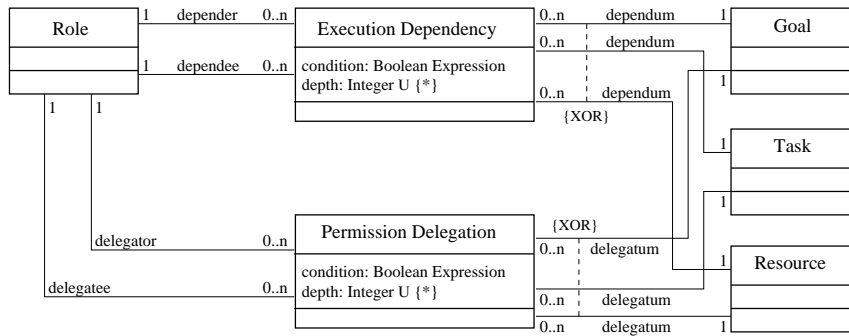 1 depender 0..n
Role
Execution Dependency
0..n dependum 1
Goal
0..n dependum
1 dependee 0..n
condition: Boolean Expression
depth: Integer U {*}
0..n dependum
1 1
1
{XOR}
1
Task
1
{XOR}
Permission Delegation
delegator 0..n
0..n delegatum
1
Resource
condition: Boolean Expression
depth: Integer U {*}
delegatee 0..n
0..n delegatum
0..n delegatum 1